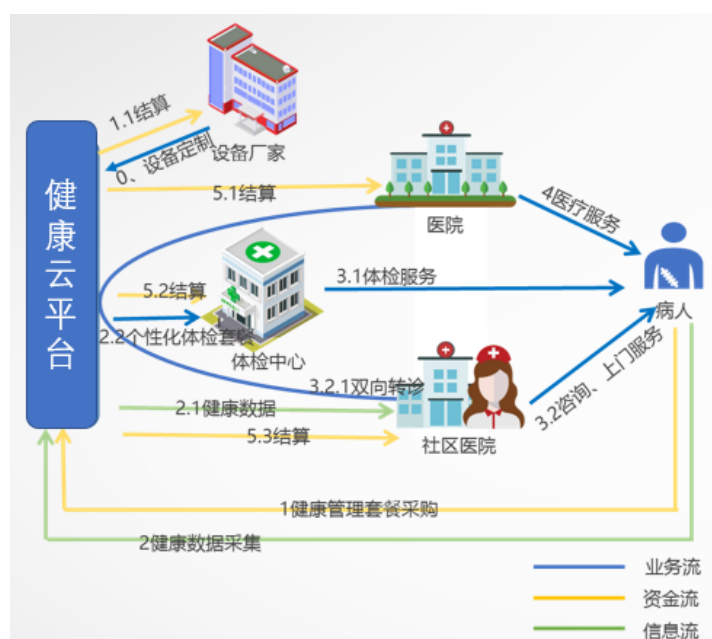 1.1结算
设备厂家
0、设备定制
健康云平台
5.1结算
医院
4医疗服务
5.2结算
3.1体检服务
2.2个性化体检套餐
体检中心
病人
3.2.1双向转诊
2.1健康数据
3.2咨询、上门服务
5.3结算
社区医院
1健康管理套餐采购
2健康数据采集
业务流
资金流
信息流